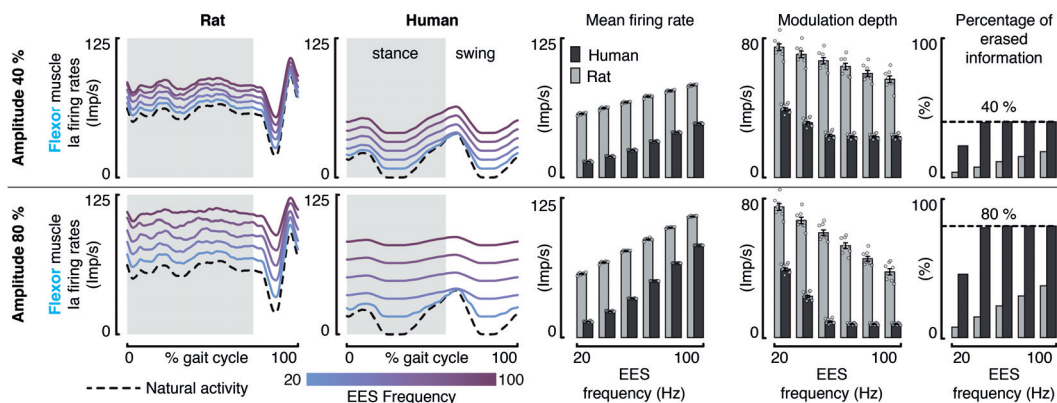 Rat
Human
Mean firing rate
Modulation depth
Percentage of
erased
information
Amplitude 40 %
Flexor muscle
Ia firing rates
(Imp/s)
125
0
125
0
stance
swing
(Imp/s)
125
0
Human
Rat
(Imp/s)
80
0
(%)
100
0
40 %
Amplitude 80 %
Flexor muscle
Ia firing rates
(Imp/s)
125
0
0
% gait cycle
100
125
0
0
% gait cycle
100
(Imp/s)
125
0
20
100
EES
frequency (Hz)
(Imp/s)
80
0
20
100
EES
frequency (Hz)
(%)
100
0
80 %
20
100
EES
frequency (Hz)
Natural activity
20
100
EES Frequency